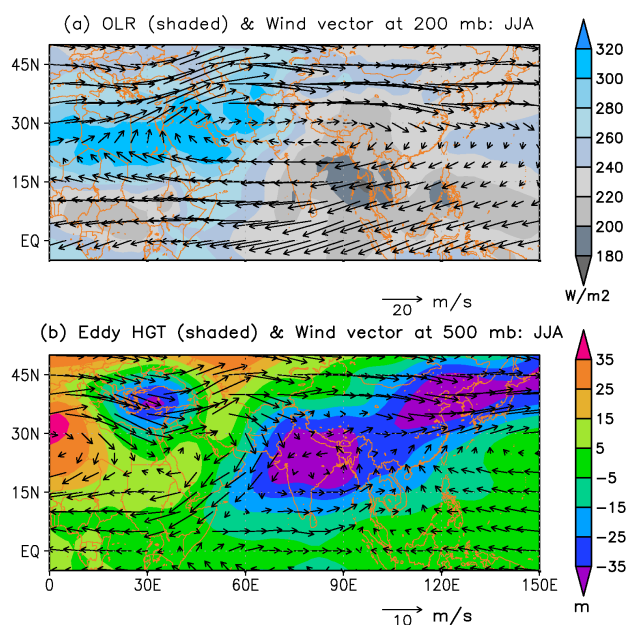 (a) OLR (shaded) & Wind vector at 200 mb: JJA
45N
30N
15N
EQ
320
300
280
260
240
220
200
180
W/m2
20 m/s
(b) Eddy HGT (shaded) & Wind vector at 500 mb: JJA
45N
30N
15N
EQ
0 30E 60E 90E 120E 150E
35
25
15
5
-5
-15
-25
-35
m
10 m/s